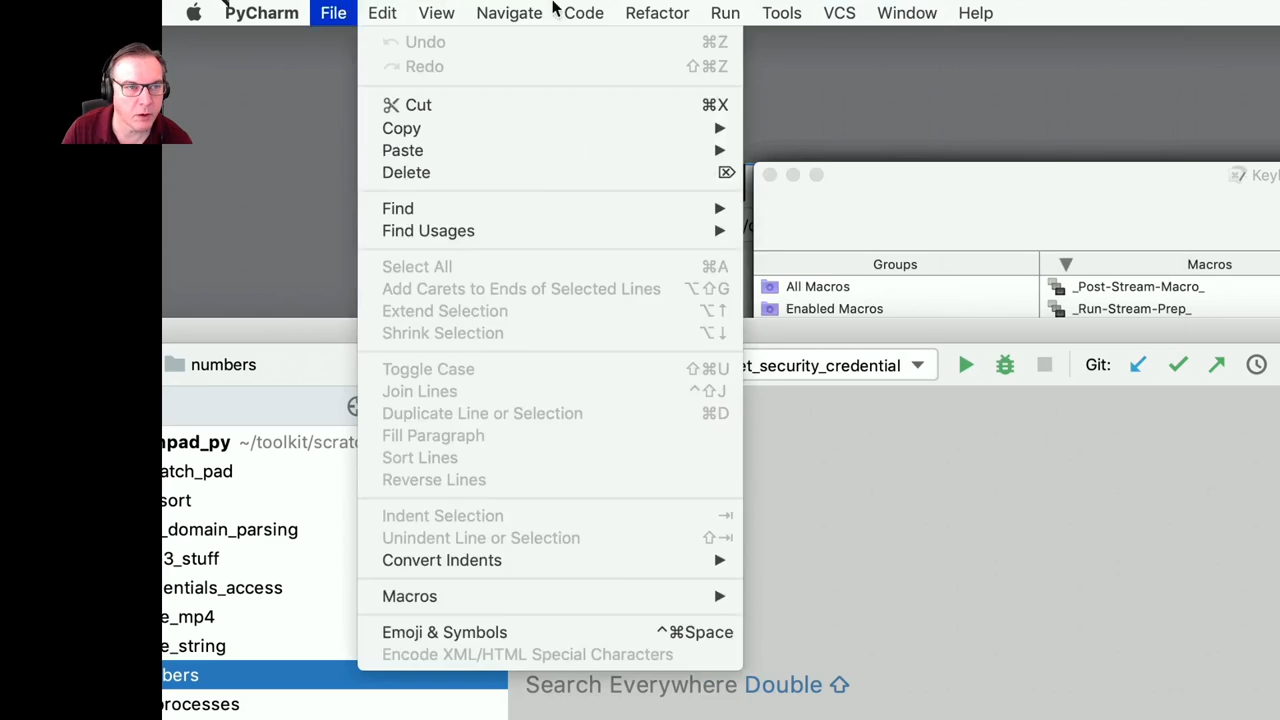 PyCharm File Edit View Navigate Code Refactor Run Tools VCS Window Help
Undo ⌘Z
Redo ⇧⌘Z
Cut ⌘X
Copy
Paste
Delete ⌦
Find
Find Usages
Select All ⌘A
Add Carets to Ends of Selected Lines ⌥⇧G
Extend Selection ⌥↑
Shrink Selection ⌥↓
Toggle Case ⇧⌘U
Join Lines ^⇧J
Duplicate Line or Selection ⌘D
Fill Paragraph
Sort Lines
Reverse Lines
Indent Selection ⇥
Unindent Line or Selection ⇧⇥
Convert Indents
Macros
Emoji & Symbols ^⌘Space
Encode XML/HTML Special Characters
Keyl
Groups Macros
All Macros _Post-Stream-Macro_
Enabled Macros _Run-Stream-Prep_
numbers
et_security_credential Git:
npad_py ~/toolkit/scratc
atch_pad
sort
_domain_parsing
3_stuff
entials_access
e_mp4
e_string
bers
processes
Search Everywhere Double ⇧